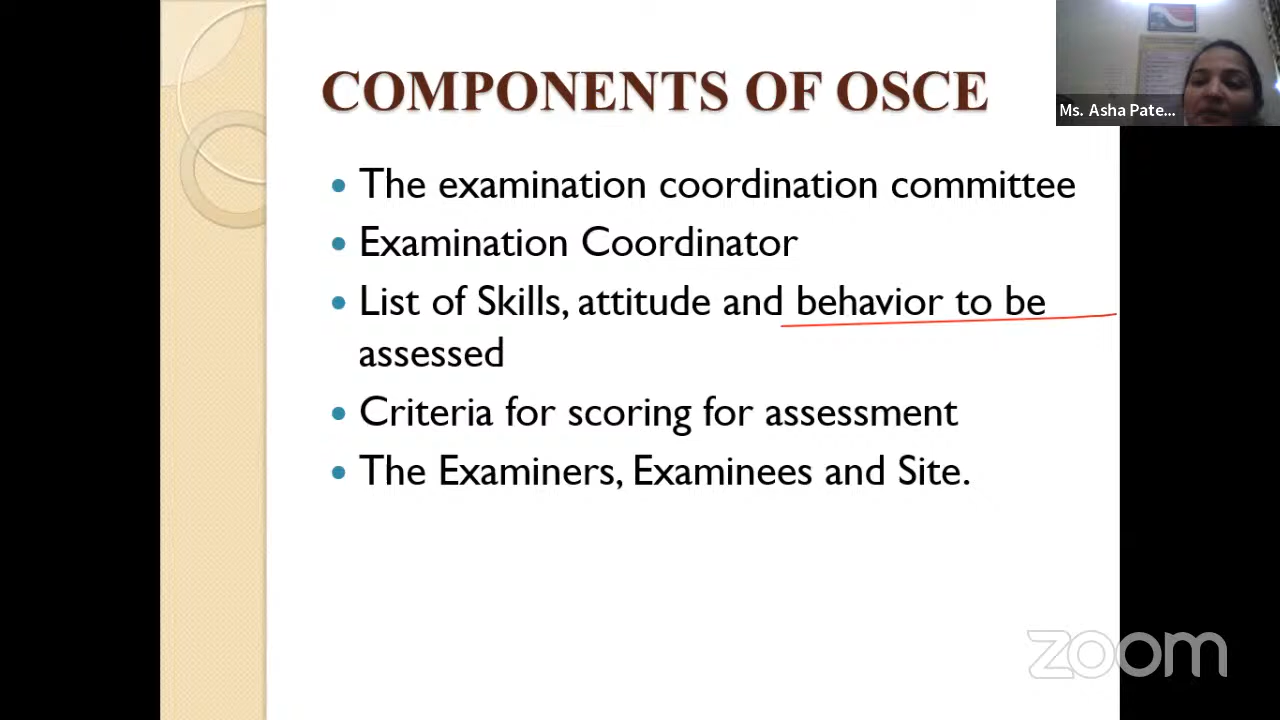 COMPONENTS OF OSCE
Ms. Asha Pate...
• The examination coordination committee
• Examination Coordinator
• List of Skills, attitude and behavior to be
assessed
• Criteria for scoring for assessment
• The Examiners, Examinees and Site.
zoom